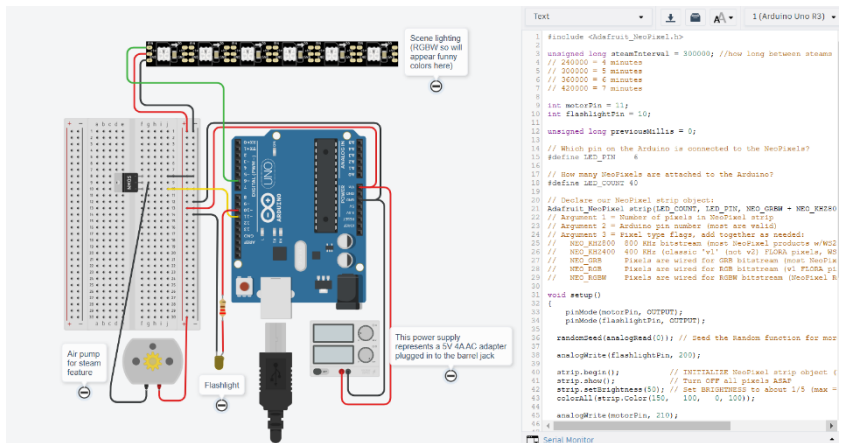 Text
1 (Arduino Uno R3)
Scene lighting
(RGBW so will
appear funny
colors here)
Air pump
for steam
feature
Flashlight
This power supply
represents a 5V 4A AC adapter
plugged in to the barrel jack
UNO
ARDUINO
ANALOG IN
POWER
1 #include <Adafruit_NeoPixel.h>
2
3 unsigned long steamInterval = 300000; //how long between steams
4 // 240000 = 4 minutes
5 // 300000 = 5 minutes
6 // 360000 = 6 minutes
7 // 420000 = 7 minutes
8
9 int motorPin = 11;
10 int flashlightPin = 10;
11
12 unsigned long previousMillis = 0;
13
14 // Which pin on the Arduino is connected to the NeoPixels?
15 #define LED_PIN 6
16
17 // How many NeoPixels are attached to the Arduino?
18 #define LED_COUNT 60
19
20 // Declare our NeoPixel strip object:
21 Adafruit_NeoPixel strip(LED_COUNT, LED_PIN, NEO_GRBW + NEO_KHZ80
22 // Argument 1 = Number of pixels in NeoPixel strip
23 // Argument 2 = Arduino pin number (most are valid)
24 // Argument 3 = Pixel type flags, add together as needed:
25 // NEO_KHZ800 800 KHz bitstream (most NeoPixel products w/WS2
26 // NEO_KHZ400 400 KHz (classic 'v1' (not v2) FLORA pixels, WS
27 // NEO_GRB Pixels are wired for GRB bitstream (most NeoPix
28 // NEO_RGB Pixels are wired for RGB bitstream (v1 FLORA pi
29 // NEO_RGBW Pixels are wired for RGBW bitstream (NeoPixel R
30
31 void setup()
32 {
33 pinMode(motorPin, OUTPUT);
34 pinMode(flashlightPin, OUTPUT);
35
36 randomSeed(analogRead(0)); // Seed the Random function for mor
37
38 analogWrite(flashlightPin, 200);
39
40 strip.begin(); // INITIALIZE NeoPixel strip object (
41 strip.show(); // Turn OFF all pixels ASAP
42 strip.setBrightness(50); // Set BRIGHTNESS to about 1/5 (max =
43 colorAll(strip.Color(150, 100, 0, 100));
44
45 analogWrite(motorPin, 210);
46
Serial Monitor